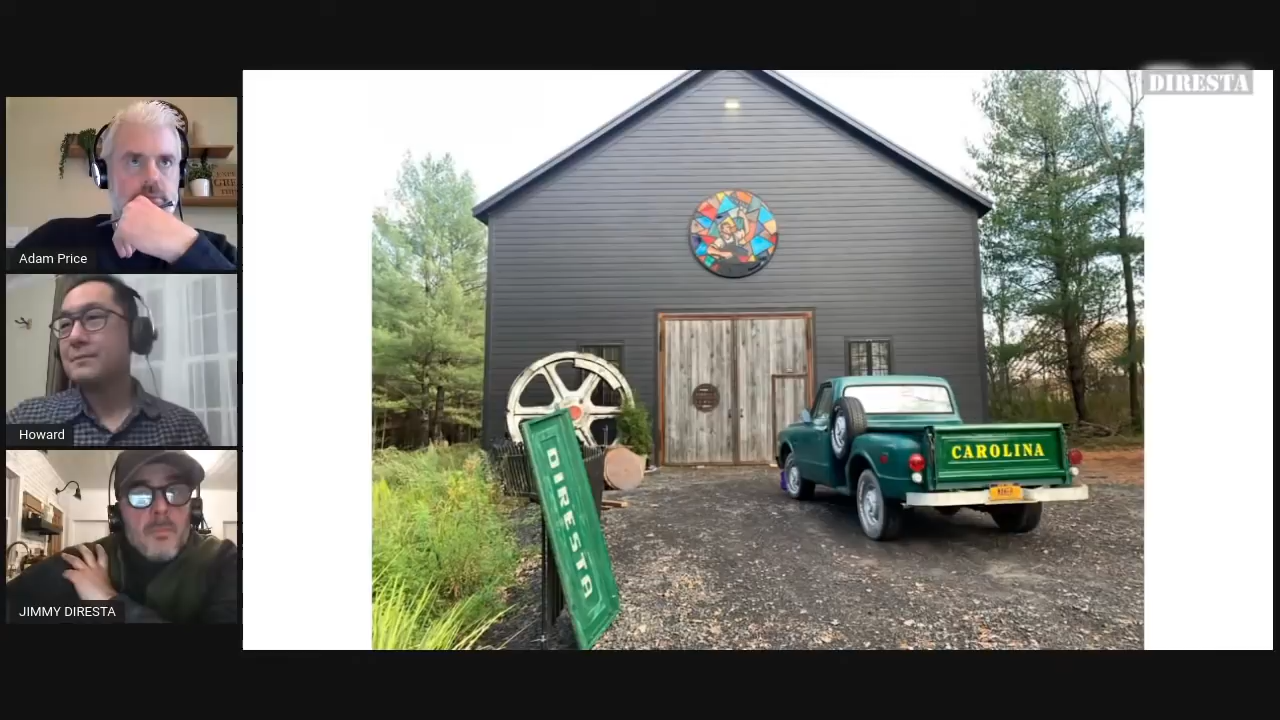 DIRESTA
Adam Price
Howard
JIMMY DIRESTA
DIRESTA
CAROLINA